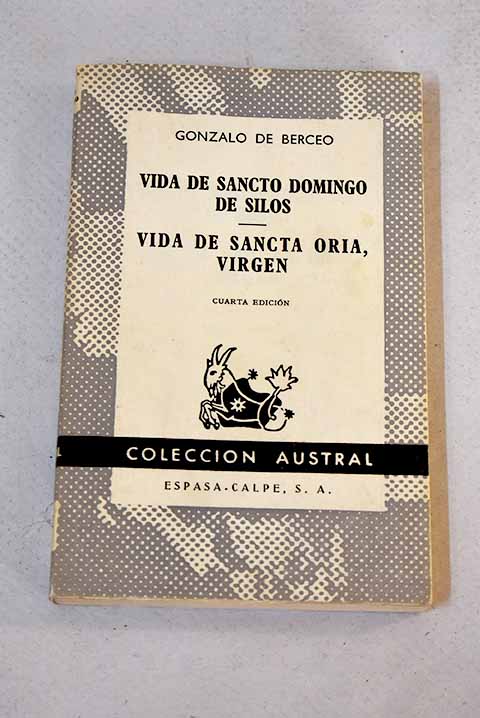 GONZALO DE BERCEO
VIDA DE SANCTO DOMINGO
DE SILOS
VIDA DE SANCTA ORIA,
VIRGEN
CUARTA EDICIÓN
L
COLECCION AUSTRAL
ESPASA-CALPE, S. A.